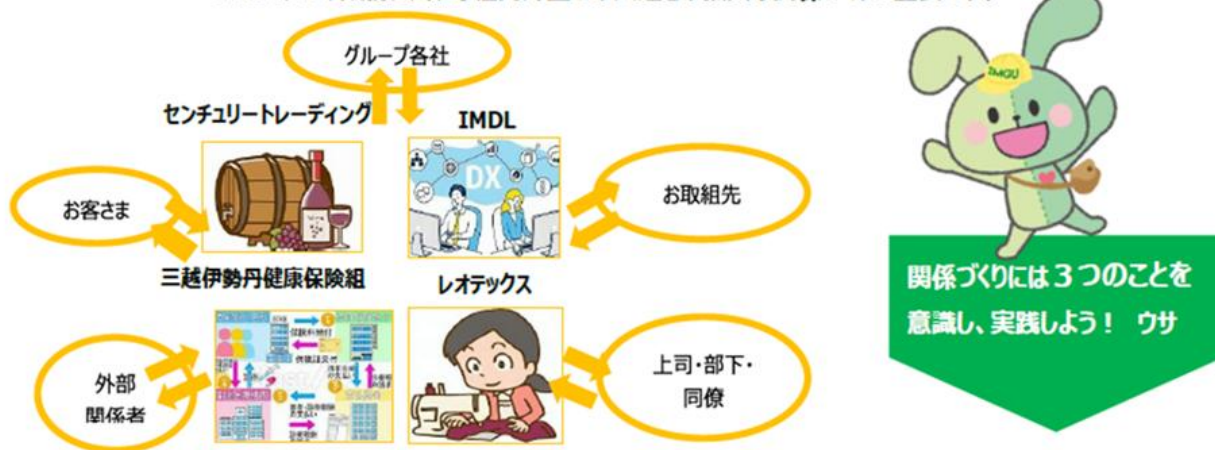 グループ各社
センチュリートレーディング
IMDL
DX
お客さま
お取組先
三越伊勢丹健康保険組
レオテックス
外部
関係者
上司・部下・
同僚
IMGU
関係づくりには３つのことを
意識し、実践しよう！ ウサ